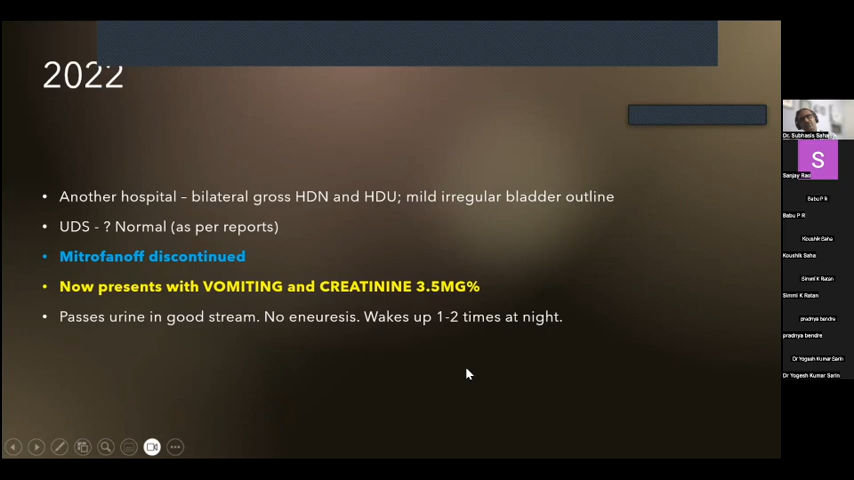 2022
• Another hospital – bilateral gross HDN and HDU; mild irregular bladder outline
• UDS - ? Normal (as per reports)
• Mitrofanoff discontinued
• Now presents with VOMITING and CREATININE 3.5MG%
• Passes urine in good stream. No eneuresis. Wakes up 1-2 times at night.
Dr. Subhasis Saha
S
Sanjay Rao
Babu P R
Babu P R
Koushik Saha
Koushik Saha
Simmi K Ratan
Simmi K Ratan
pradnya bendre
pradnya bendre
Dr Yogesh Kumar Sarin
Dr Yogesh Kumar Sarin